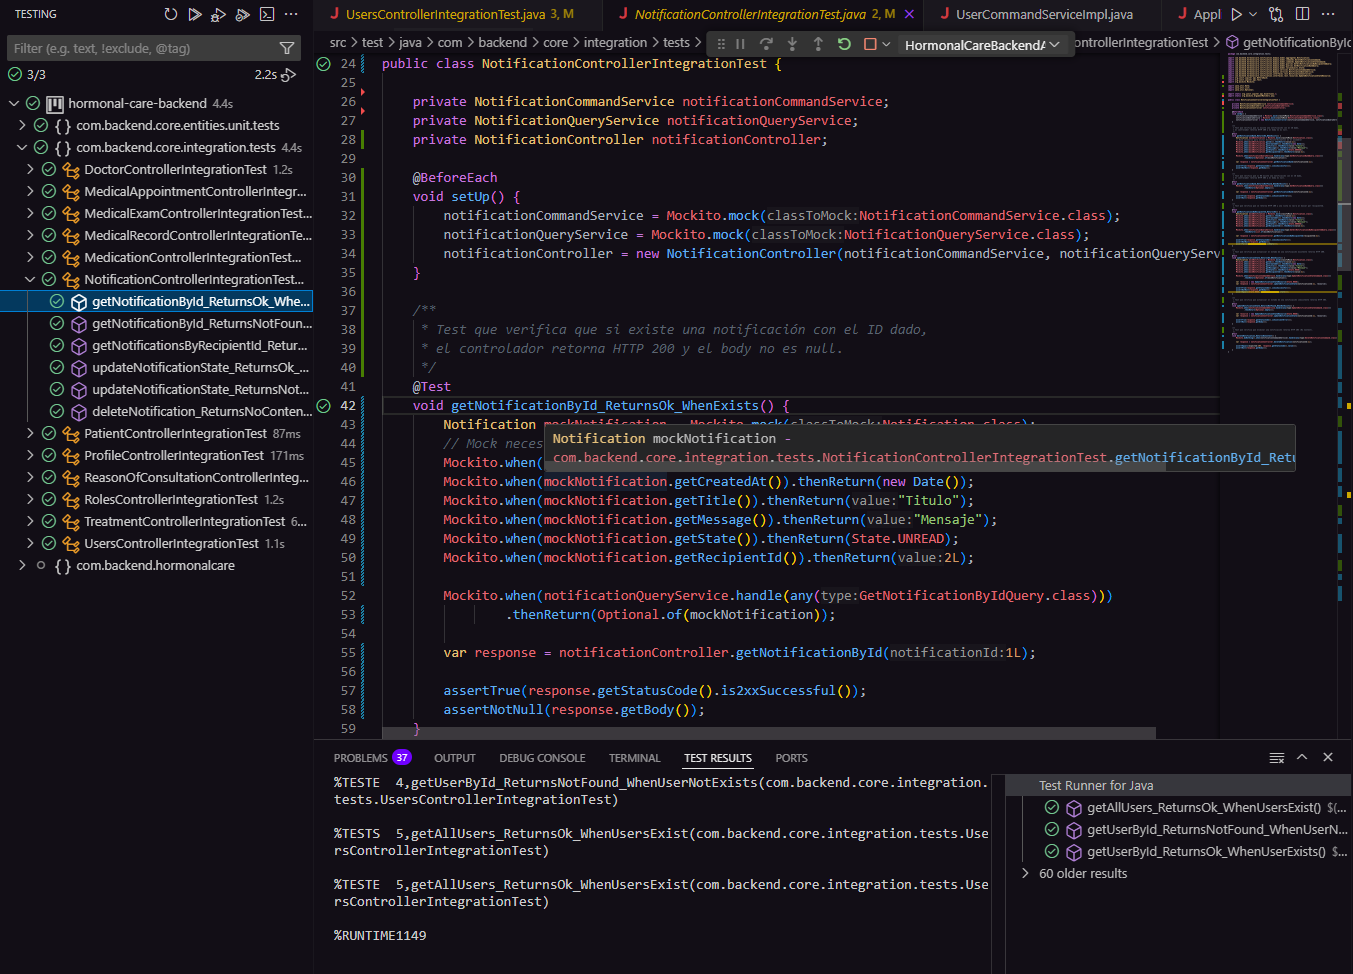 TESTING
Filter (e.g. text, !exclude, @tag)
3/3
2.2s
hormonal-care-backend 4.4s
{ } com.backend.core.entities.unit.tests
{ } com.backend.core.integration.tests 4.4s
DoctorControllerIntegrationTest 1.2s
MedicalAppointmentControllerIntegr...
MedicalExamControllerIntegrationTest...
MedicalRecordControllerIntegrationTe...
MedicationControllerIntegrationTest...
NotificationControllerIntegrationTest...
getNotificationById_ReturnsOk_Whe...
getNotificationById_ReturnsNotFoun...
getNotificationsByRecipientId_Retur...
updateNotificationState_ReturnsOk_...
updateNotificationState_ReturnsNot...
deleteNotification_ReturnsNoConten...
PatientControllerIntegrationTest 87ms
ProfileControllerIntegrationTest 171ms
ReasonOfConsultationControllerInteg...
RolesControllerIntegrationTest 1.2s
TreatmentControllerIntegrationTest 6...
UsersControllerIntegrationTest 1.1s
{ } com.backend.hormonalcare
J UsersControllerIntegrationTest.java 3, M
J NotificationControllerIntegrationTest.java 2, M
J UserCommandServiceImpl.java
J Appl
src > test > java > com > backend > core > integration > tests >
HormonalCareBackendA
ontrollerIntegrationTest > getNotificationByIc
24 public class NotificationControllerIntegrationTest {
25
26 private NotificationCommandService notificationCommandService;
27 private NotificationQueryService notificationQueryService;
28 private NotificationController notificationController;
29
30 @BeforeEach
31 void setUp() {
32 notificationCommandService = Mockito.mock(classToMock:NotificationCommandService.class);
33 notificationQueryService = Mockito.mock(classToMock:NotificationQueryService.class);
34 notificationController = new NotificationController(notificationCommandService, notificationQueryServ
35 }
36
37 /**
38 * Test que verifica que si existe una notificación con el ID dado,
39 * el controlador retorna HTTP 200 y el body no es null.
40 */
41 @Test
42 void getNotificationById_ReturnsOk_WhenExists() {
43 Notification
44 // Mock neces
45 Mockito.when(
Notification mockNotification -
com.backend.core.integration.tests.NotificationControllerIntegrationTest.getNotificationById_Retu
46 Mockito.when(mockNotification.getCreatedAt()).thenReturn(new Date());
47 Mockito.when(mockNotification.getTitle()).thenReturn(value:"Titulo");
48 Mockito.when(mockNotification.getMessage()).thenReturn(value:"Mensaje");
49 Mockito.when(mockNotification.getState()).thenReturn(State.UNREAD);
50 Mockito.when(mockNotification.getRecipientId()).thenReturn(value:2L);
51
52 Mockito.when(notificationQueryService.handle(any(type:GetNotificationByIdQuery.class)))
53 .thenReturn(Optional.of(mockNotification));
54
55 var response = notificationController.getNotificationById(notificationId:1L);
56
57 assertTrue(response.getStatusCode().is2xxSuccessful());
58 assertNotNull(response.getBody());
59 }
PROBLEMS 37 OUTPUT DEBUG CONSOLE TERMINAL TEST RESULTS PORTS
%TESTE 4,getUserById_ReturnsNotFound_WhenUserNotExists(com.backend.core.integration.
tests.UsersControllerIntegrationTest)
%TESTS 5,getAllUsers_ReturnsOk_WhenUsersExist(com.backend.core.integration.tests.Use
rsControllerIntegrationTest)
%TESTE 5,getAllUsers_ReturnsOk_WhenUsersExist(com.backend.core.integration.tests.Use
rsControllerIntegrationTest)
%RUNTIME1149
Test Runner for Java
getAllUsers_ReturnsOk_WhenUsersExist() $(...
getUserById_ReturnsNotFound_WhenUserN...
getUserById_ReturnsOk_WhenUserExists() $...
60 older results